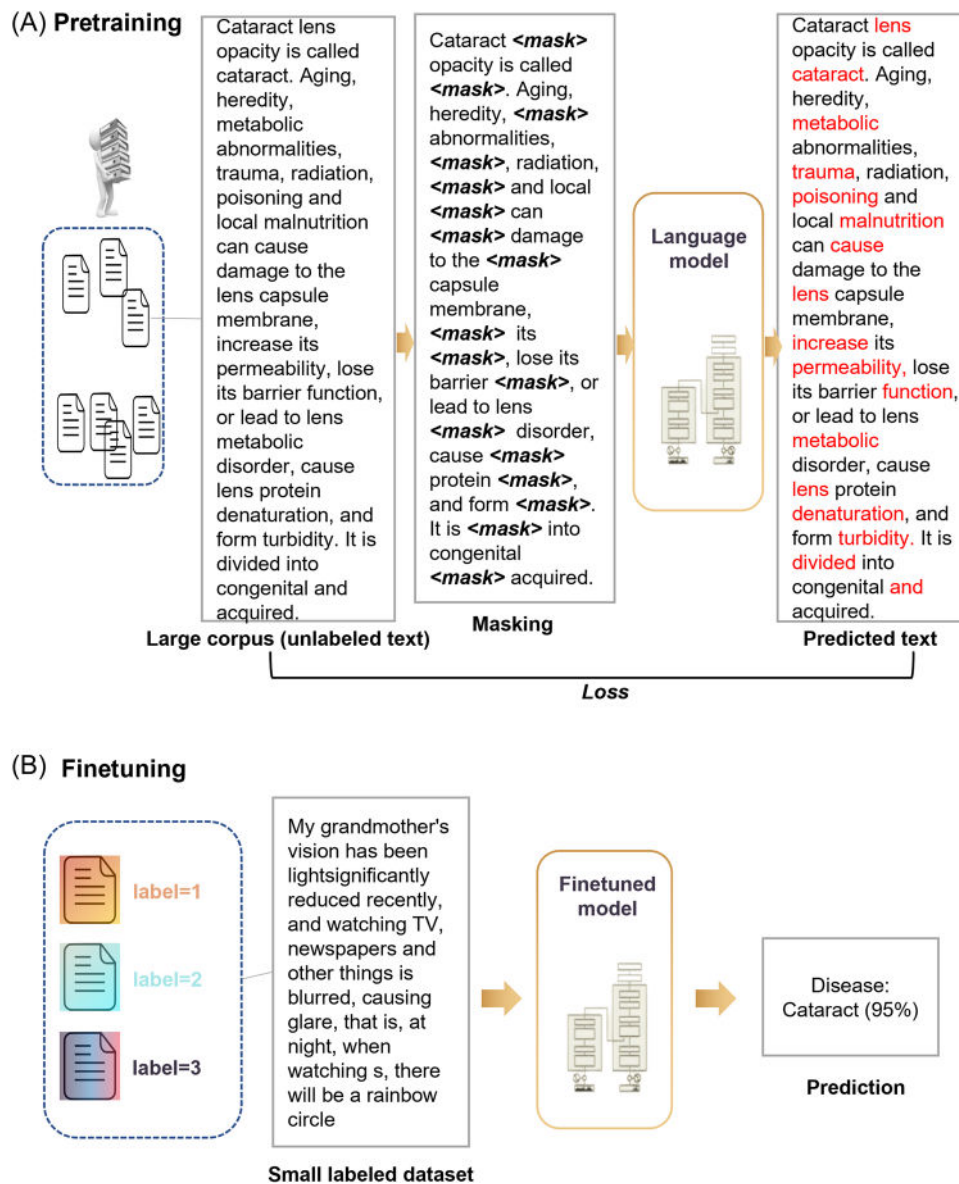 (A) Pretraining
Cataract lens
opacity is called
cataract. Aging,
heredity,
metabolic
abnormalities,
trauma, radiation,
poisoning and
local malnutrition
can cause
damage to the
lens capsule
membrane,
increase its
permeability, lose
its barrier function,
or lead to lens
metabolic
disorder, cause
lens protein
denaturation, and
form turbidity. It is
divided into
congenital and
acquired.
Large corpus (unlabeled text)
Cataract <mask>
opacity is called
<mask>. Aging,
heredity, <mask>
abnormalities,
<mask>, radiation,
<mask> and local
<mask> can
<mask> damage
to the <mask>
capsule
membrane,
<mask> its
<mask>, lose its
barrier <mask>, or
lead to lens
<mask> disorder,
cause <mask>
protein <mask>,
and form <mask>.
It is <mask> into
congenital
<mask> acquired.
Masking
Language
model
Cataract lens
opacity is called
cataract. Aging,
heredity,
metabolic
abnormalities,
trauma, radiation,
poisoning and
local malnutrition
can cause
damage to the
lens capsule
membrane,
increase its
permeability, lose
its barrier function,
or lead to lens
metabolic
disorder, cause
lens protein
denaturation, and
form turbidity. It is
divided into
congenital and
acquired.
Predicted text
Loss
(B) Finetuning
label=1
label=2
label=3
My grandmother's
vision has been
lightsignificantly
reduced recently,
and watching TV,
newspapers and
other things is
blurred, causing
glare, that is, at
night, when
watching s, there
will be a rainbow
circle
Small labeled dataset
Finetuned
model
Disease:
Cataract (95%)
Prediction